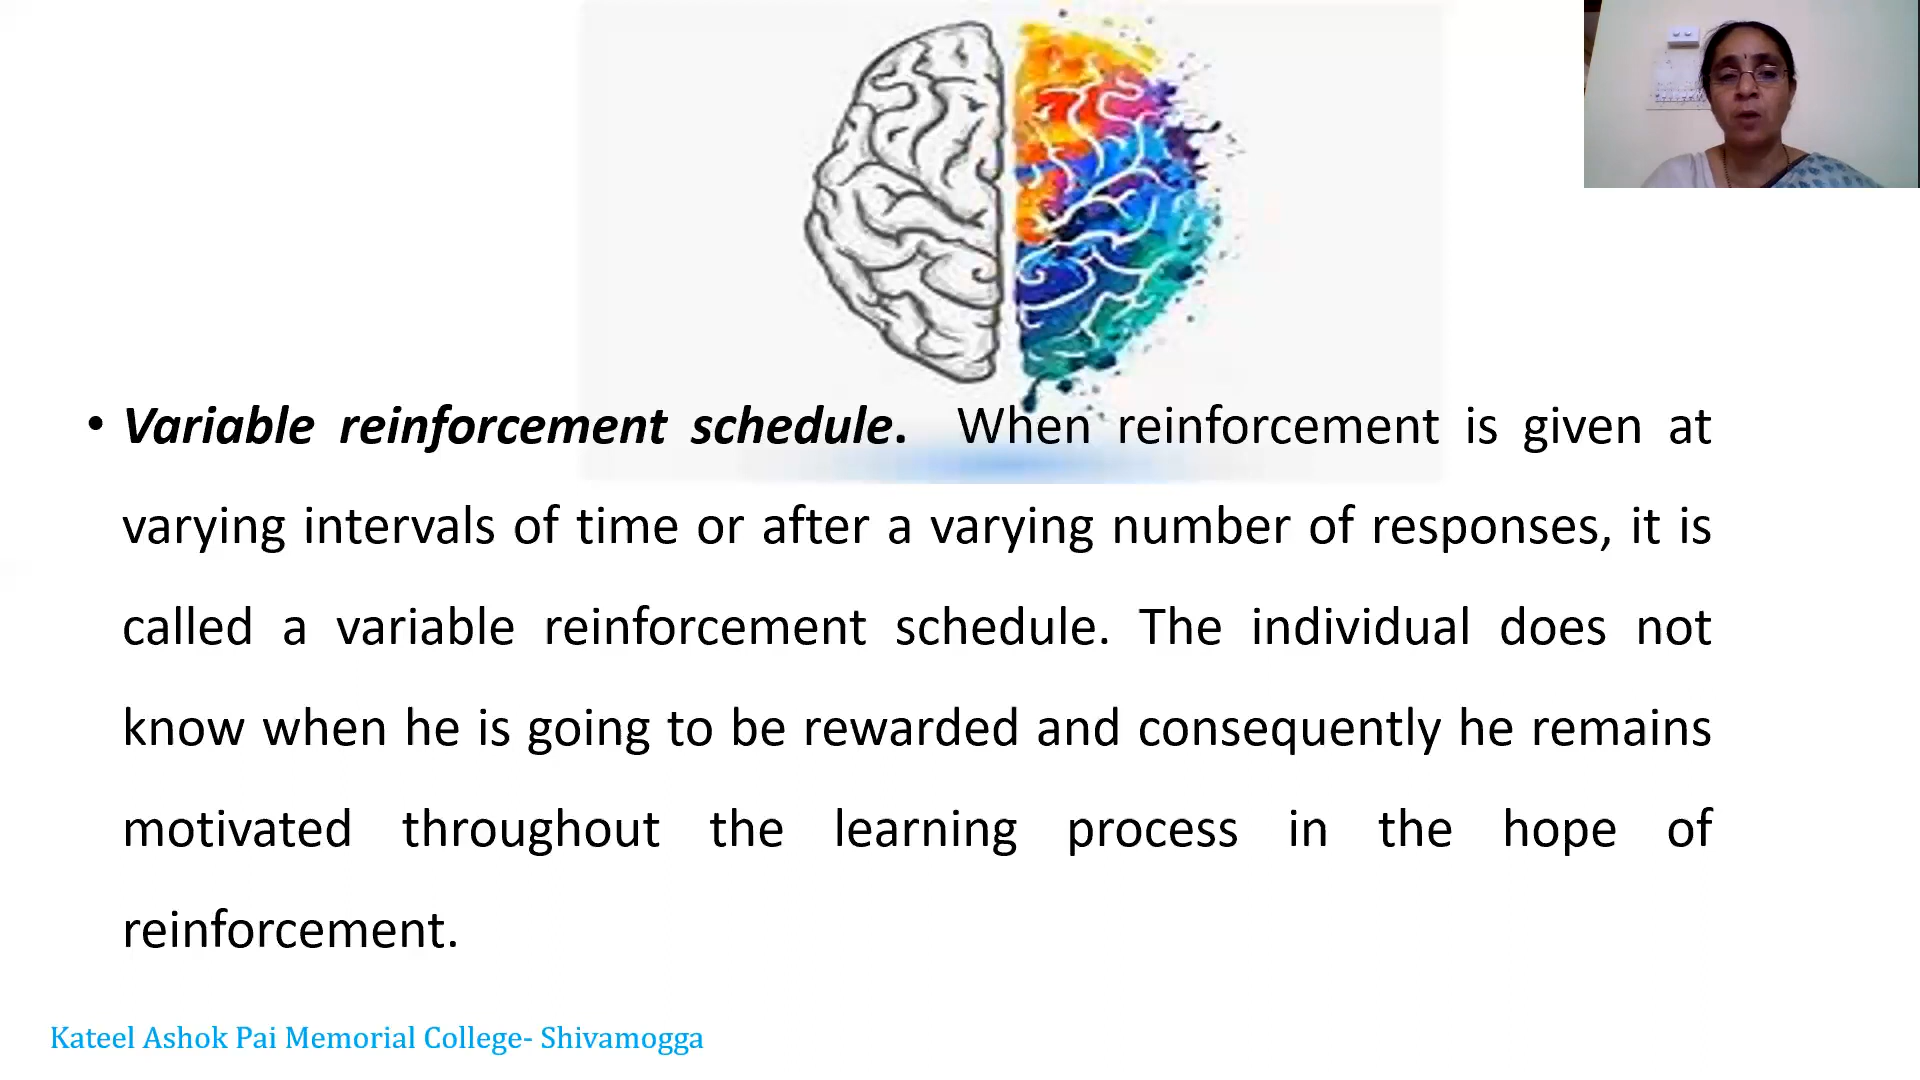 • Variable reinforcement schedule. When reinforcement is given at
varying intervals of time or after a varying number of responses, it is
called a variable reinforcement schedule. The individual does not
know when he is going to be rewarded and consequently he remains
motivated throughout the learning process in the hope of
reinforcement.
Kateel Ashok Pai Memorial College- Shivamogga